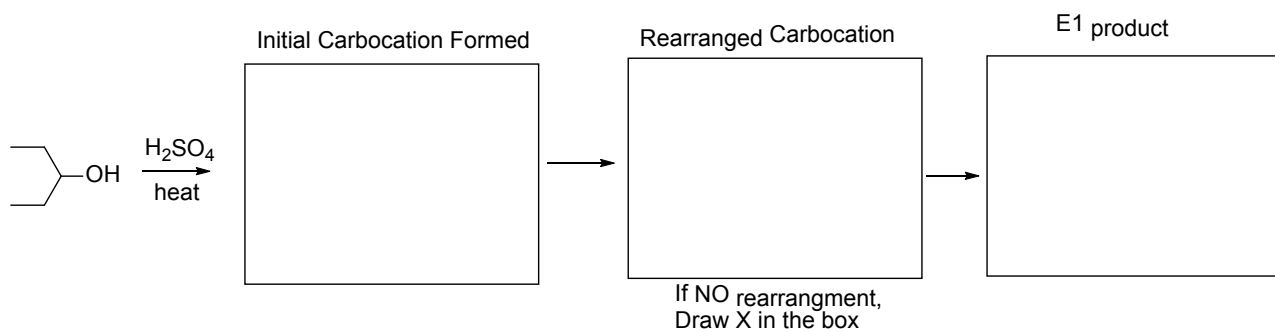 Initial Carbocation Formed
Rearranged Carbocation
E1 product
H2SO4
OH
heat
If NO rearrangment,
Draw X in the box